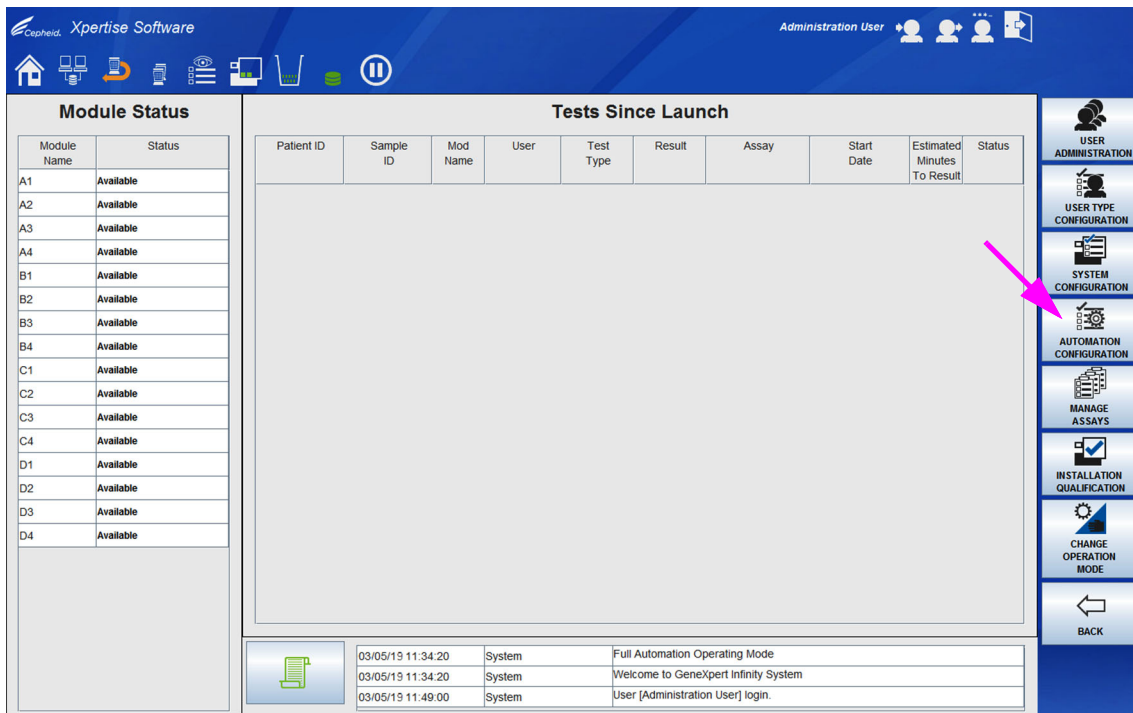 Cepheid. Xpertise Software
Administration User
Module Status
Module Name
Status
A1 Available
A2 Available
A3 Available
A4 Available
B1 Available
B2 Available
B3 Available
B4 Available
C1 Available
C2 Available
C3 Available
C4 Available
D1 Available
D2 Available
D3 Available
D4 Available
Tests Since Launch
Patient ID
Sample
ID
Mod
Name
User
Test
Type
Result
Assay
Start
Date
Estimated
Minutes
To Result
Status
03/05/19 11:34:20 System Full Automation Operating Mode
03/05/19 11:34:20 System Welcome to GeneXpert Infinity System
03/05/19 11:49:00 System User [Administration User] login.
USER
ADMINISTRATION
USER TYPE
CONFIGURATION
SYSTEM
CONFIGURATION
AUTOMATION
CONFIGURATION
MANAGE
ASSAYS
INSTALLATION
QUALIFICATION
CHANGE
OPERATION
MODE
BACK